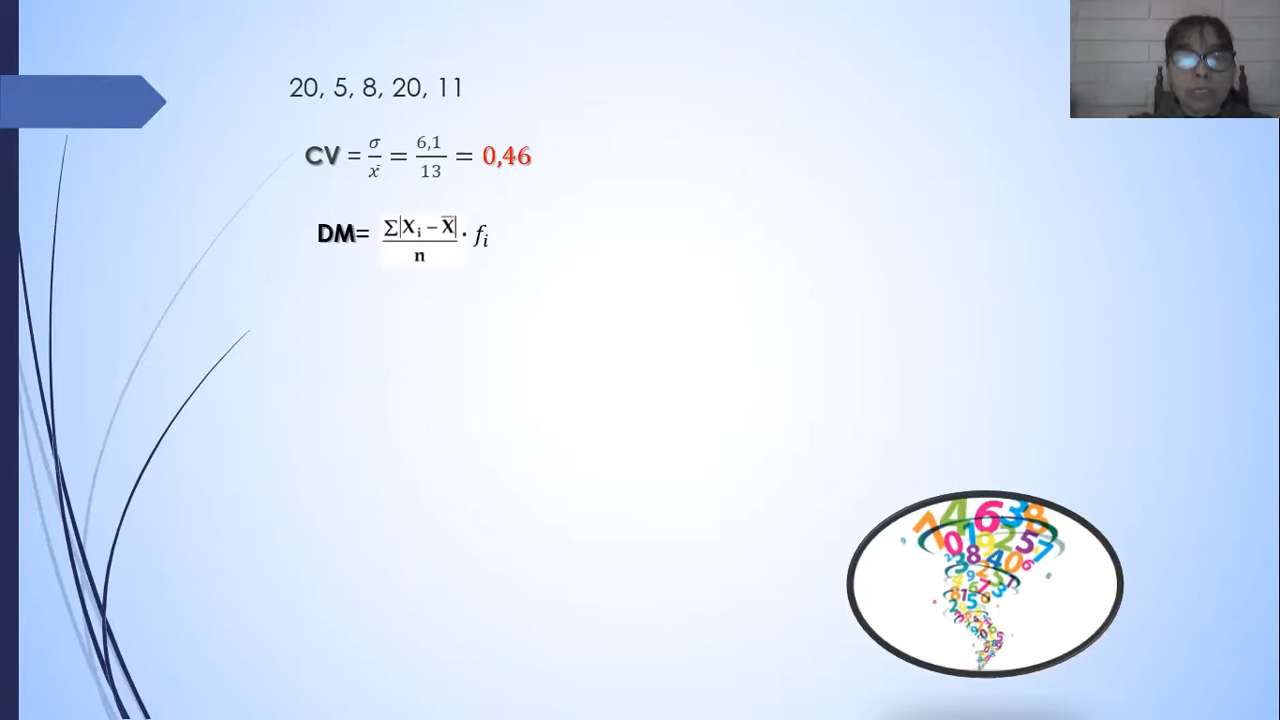 20, 5, 8, 20, 11
CV = σ/x̄ = 6,1/13 = 0,46
DM= Σ|Xᵢ – X̄|/n · fᵢ